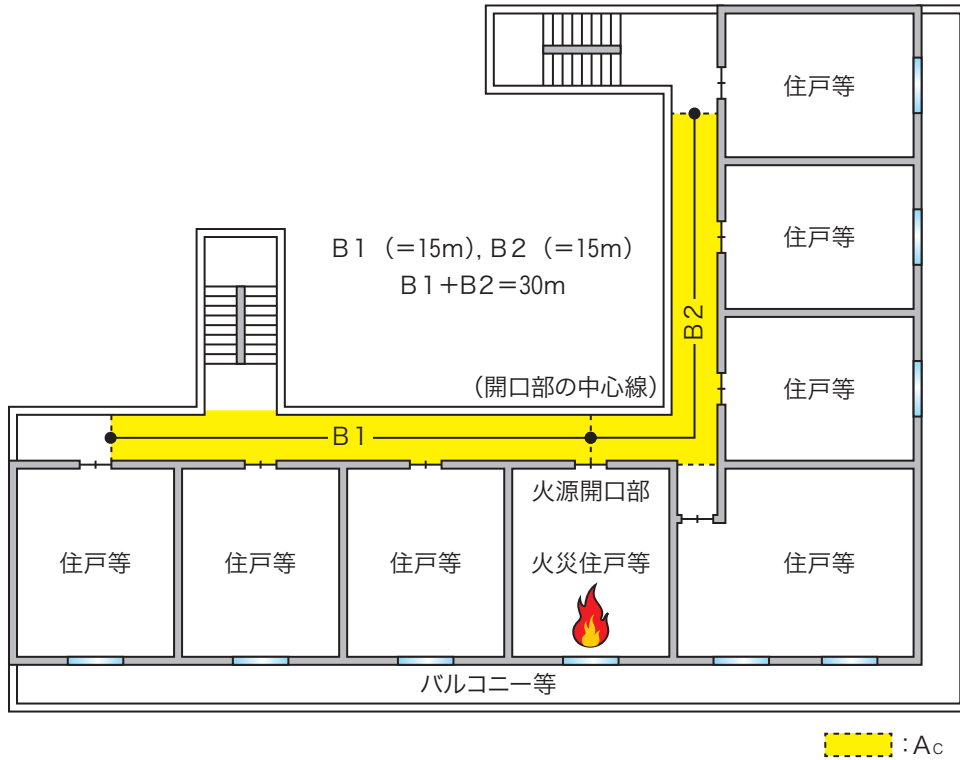 住戸等
住戸等
B1（=15m）, B2（=15m）
B1+B2=30m
B2
（開口部の中心線）
住戸等
B1
火源開口部
住戸等
住戸等
住戸等
火災住戸等
住戸等
バルコニー等
：Ac